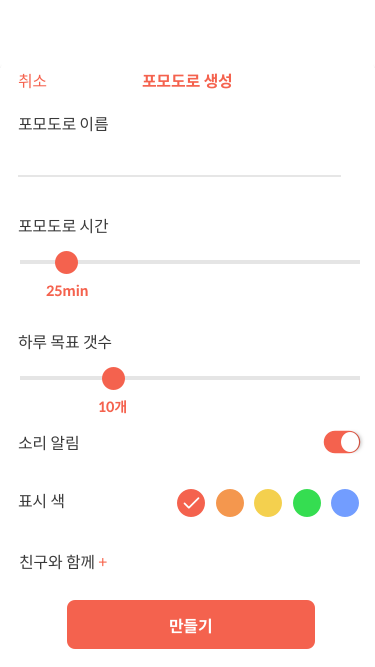 취소 포모도로 생성
포모도로 이름
포모도로 시간
25min
하루 목표 갯수
10개
소리 알림
표시 색
친구와 함께 +
만들기